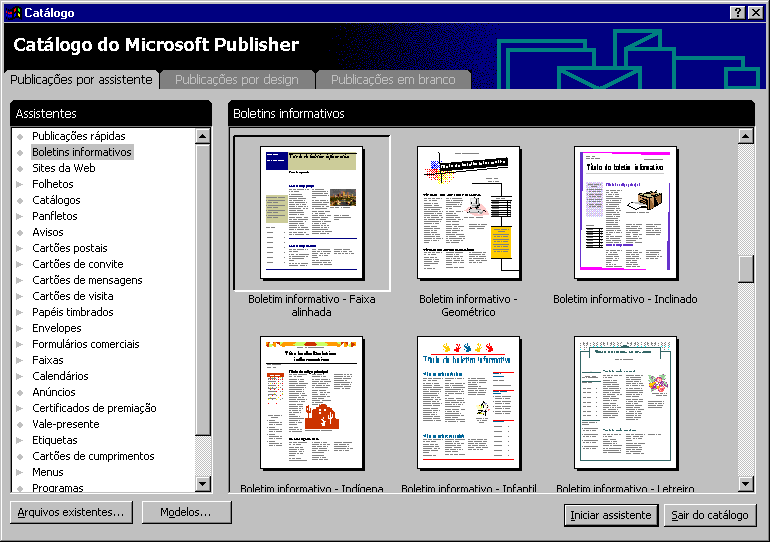 Catálogo
Catálogo do Microsoft Publisher
Publicações por assistente
Publicações por design
Publicações em branco
Assistentes
Publicações rápidas
Boletins informativos
Sites da Web
Folhetos
Catálogos
Panfletos
Avisos
Cartões postais
Cartões de convite
Cartões de mensagens
Cartões de visita
Papéis timbrados
Envelopes
Formulários comerciais
Faixas
Calendários
Anúncios
Certificados de premiação
Vale-presente
Etiquetas
Cartões de cumprimentos
Menus
Programas
Boletins informativos
Título do boletim informativo
Título do boletim informativo
Título do boletim informativo
Boletim informativo - Faixa
alinhada
Boletim informativo -
Geométrico
Boletim informativo - Inclinado
Título do boletim
informativo
Título do boletim informativo
Boletim informativo - Indígena
Boletim informativo - Infantil
Boletim informativo - Letreiro
Arquivos existentes...
Modelos...
Iniciar assistente
Sair do catálogo